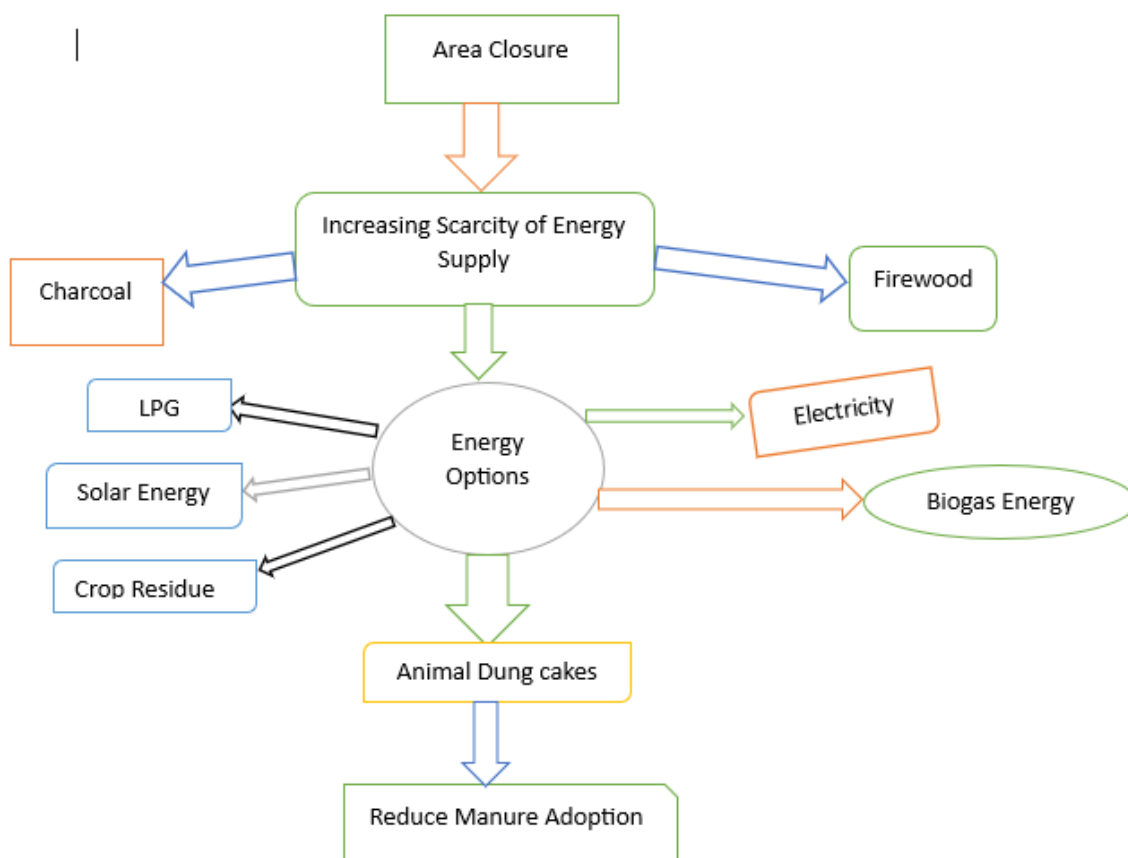 Area Closure
Increasing Scarcity of Energy
Supply
Charcoal
Firewood
LPG
Electricity
Energy
Options
Solar Energy
Biogas Energy
Crop Residue
Animal Dung cakes
Reduce Manure Adoption